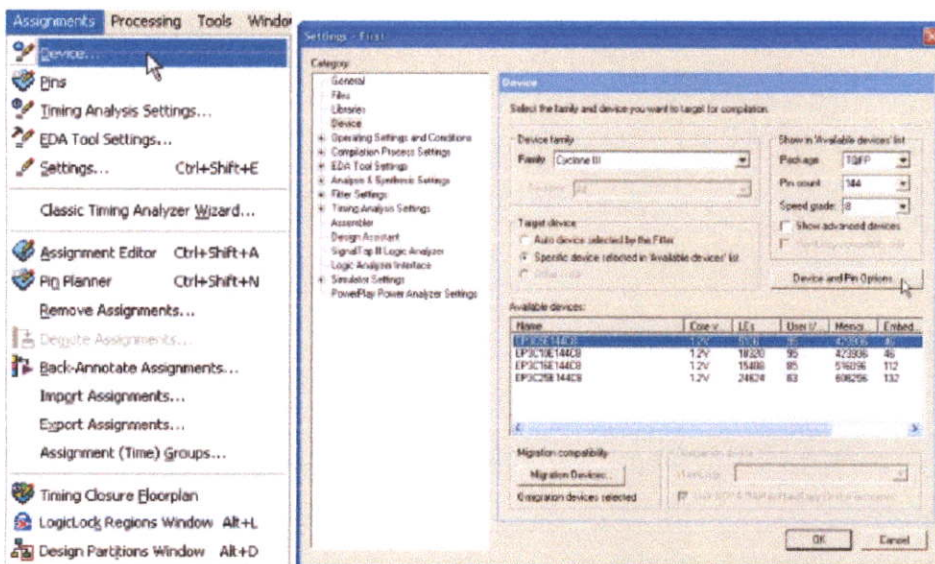 Assignments Processing Tools Window
Device...
Pins
Timing Analysis Settings...
EDA Tool Settings...
Settings... Ctrl+Shift+E
Classic Timing Analyzer Wizard...
Assignment Editor Ctrl+Shift+A
Pin Planner Ctrl+Shift+N
Remove Assignments...
Demote Assignments...
Back-Annotate Assignments...
Import Assignments...
Export Assignments...
Assignment (Time) Groups...
Timing Closure Floorplan
LogicLock Regions Window Alt+L
Design Partitions Window Alt+D
Settings - First
Category:
General
Files
Libraries
Device
Operating Settings and Conditions
Compilation Process Settings
EDA Tool Settings
Analysis & Synthesis Settings
Fitter Settings
Timing Analysis Settings
Assembler
Design Assistant
SignalTap II Logic Analyzer
Logic Analyzer Interface
Simulator Settings
PowerPlay Power Analyzer Settings
Device
Select the family and device you want to target for compilation.
Device family
Family: Cyclone III
Target device
Auto device selected by the Fitter
Specific device selected in 'Available devices' list
Show in 'Available devices' list
Package: TQFP
Pin count: 144
Speed grade: 8
Show advanced devices
Device and Pin Options...
Available devices:
Name Core v... LEs User I/... Memor... Embed
EP3C10E144C8 1.2V 10320 95 423936 46
EP3C16E144C8 1.2V 15408 85 516096 112
EP3C25E144C8 1.2V 24624 83 608256 132
Migration compatibility
Migration Devices...
0 migration devices selected
OK Cancel